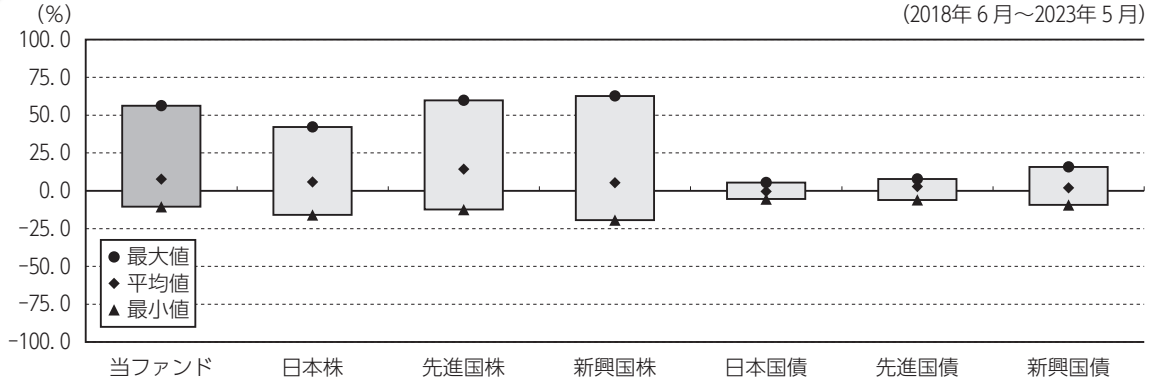 (%)
(2018年6月～2023年5月)
100.0
75.0
50.0
25.0
0.0
-25.0
-50.0
-75.0
-100.0
最大値
平均値
最小値
当ファンド 日本株 先進国株 新興国株 日本国債 先進国債 新興国債